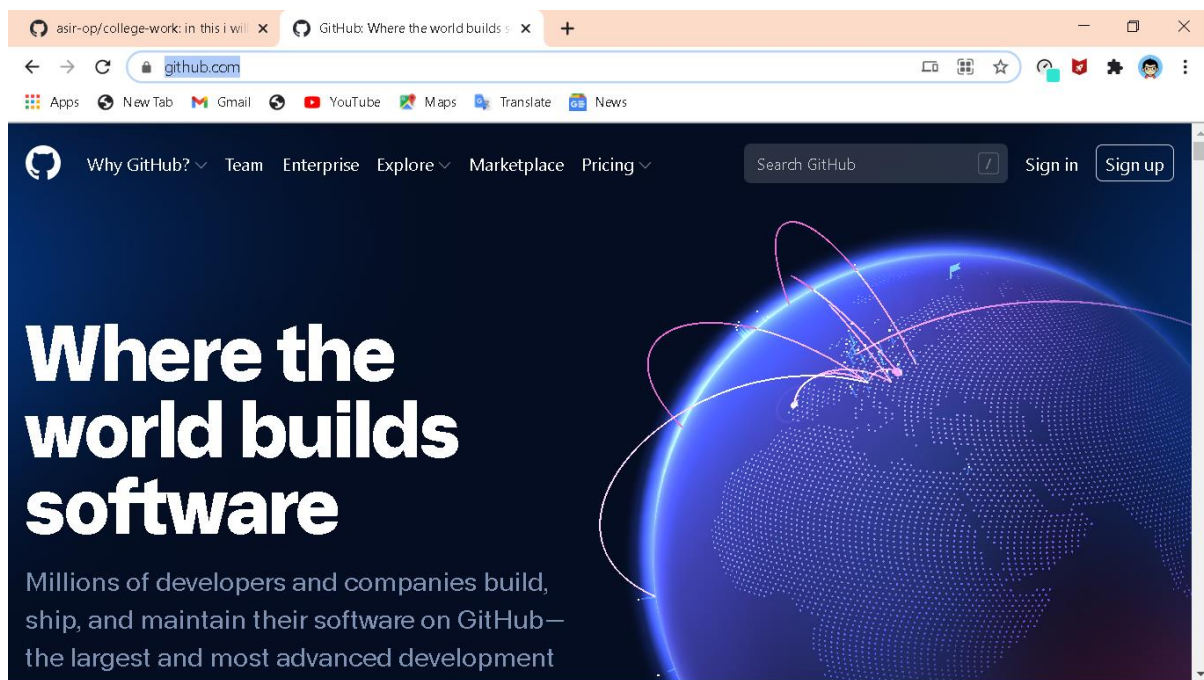 asir-op/college-work: in this i wil
GitHub: Where the world builds s
github.com
Apps New Tab Gmail YouTube Maps Translate News
Why GitHub? Team Enterprise Explore Marketplace Pricing Search GitHub / Sign in Sign up
Where the
world builds
software
Millions of developers and companies build,
ship, and maintain their software on GitHub—
the largest and most advanced development